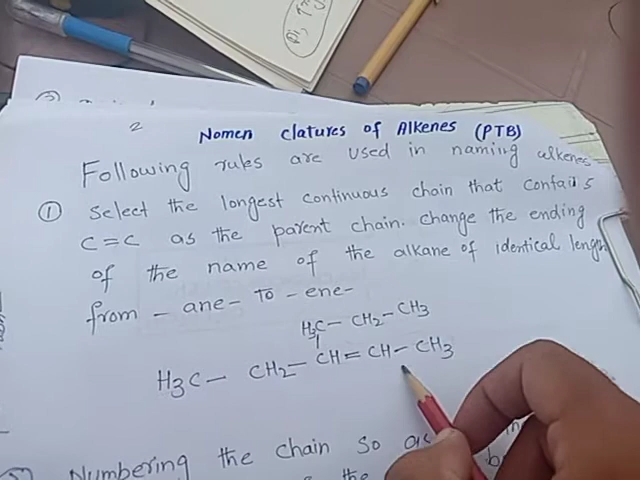 2
Nomen clatures of Alkenes (PTB)
Following rules are used in naming alkenes
① Select the longest continuous chain that contains
C=C as the parent chain. change the ending
of the name of the alkane of identical length
from - ane - To - ene -
H3C - CH2 - CH3
H3C - CH2 - CH = CH - CH3
Numbering the chain so
the